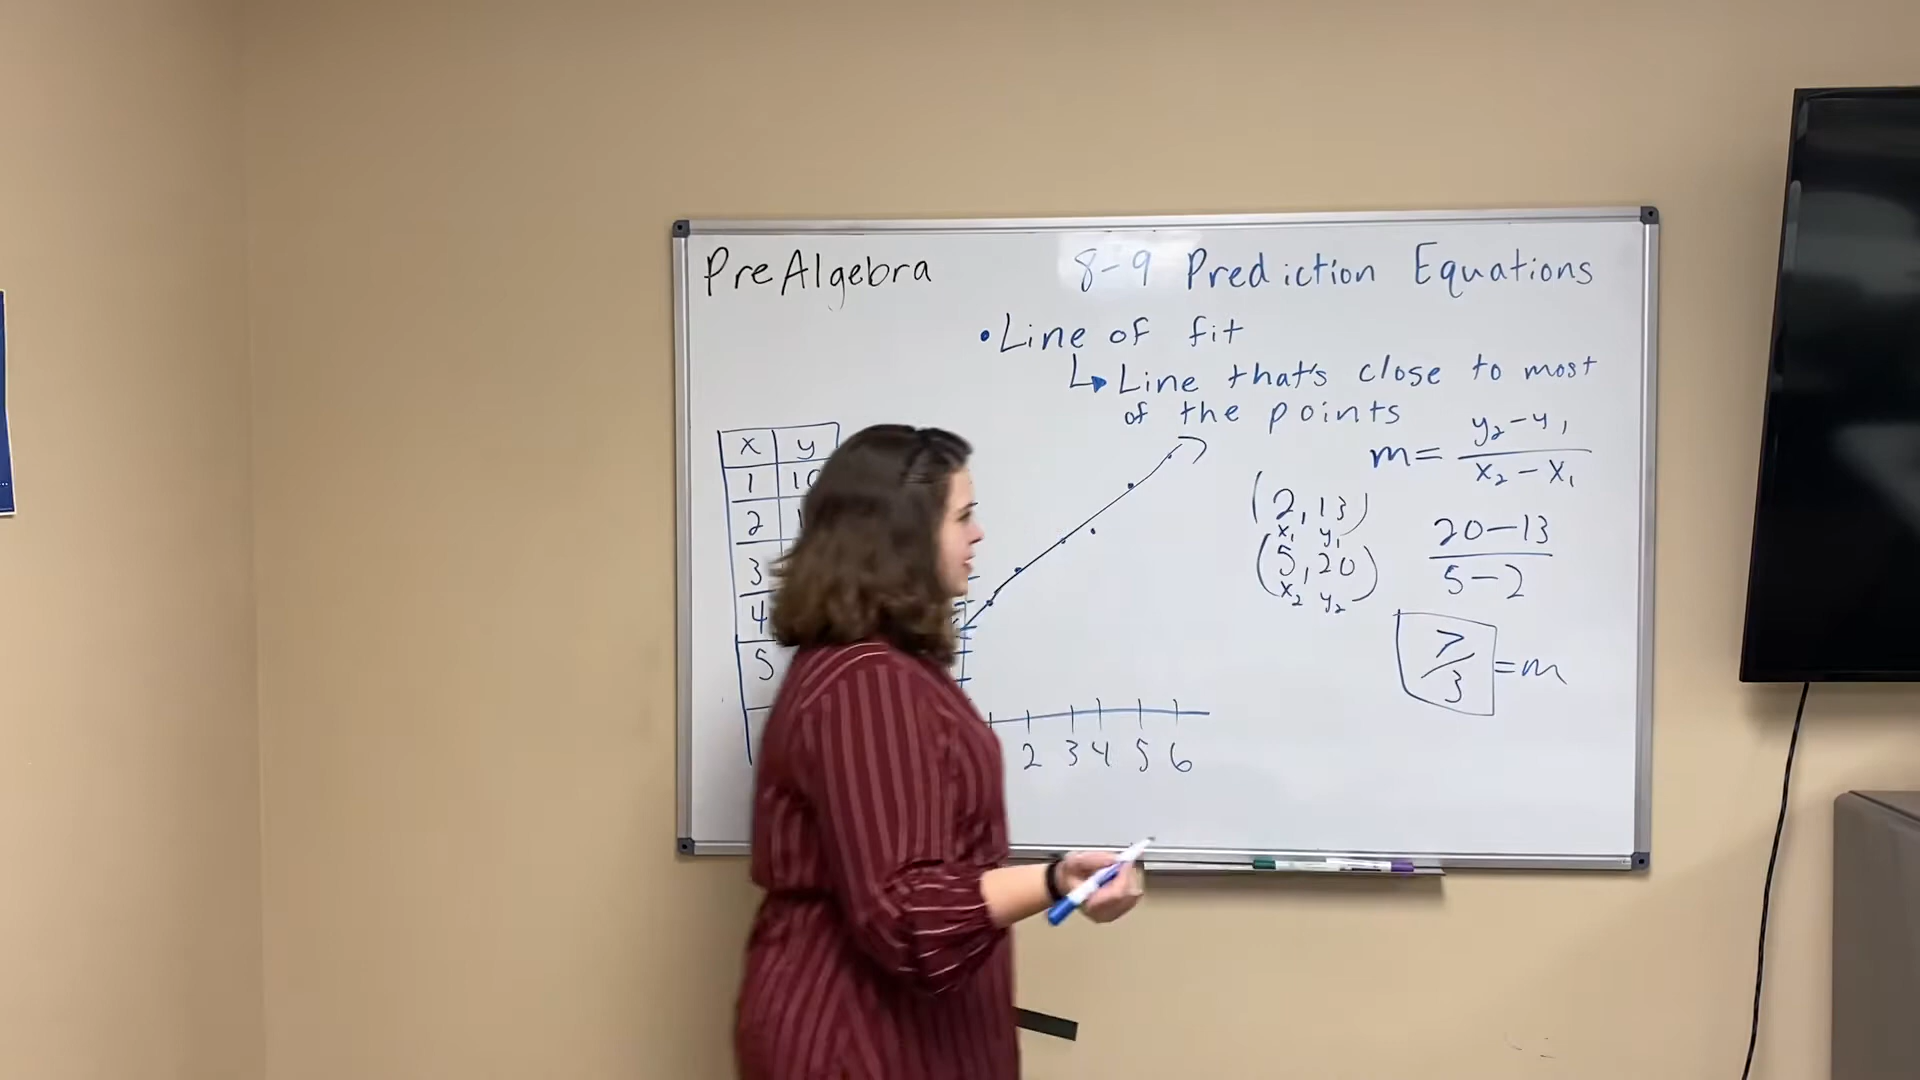 PreAlgebra
8-9 Prediction Equations
• Line of fit
↳ Line that's close to most
of the points
x y
1
2
3
4
5
2 3 4 5 6
(2, 13)
x₁ y₁
(5, 20)
x₂ y₂
m = y₂-y₁ / x₂-x₁
20-13 / 5-2
7/3 = m